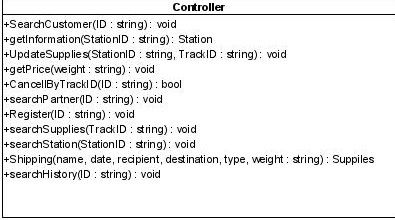 Controller
+SearchCustomer(ID : string) : void
+getInformation(StationID : string) : Station
+UpdateSupplies(StationID : string, TrackID : string) : void
+getPrice(weight : string) : void
+CancellByTrackID(ID : string) : bool
+searchPartner(ID : string) : void
+Register(ID : string) : void
+searchSupplies(TrackID : string) : void
+searchStation(StationID : string) : void
+Shipping(name, date, recipient, destination, type, weight : string) : Suppiles
+searchHistory(ID : string) : void